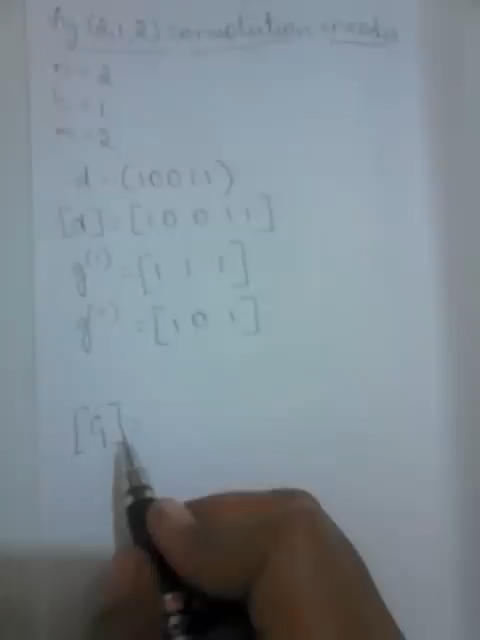 (2,1,2) convolution encoder
n = 2
k = 1
m = 2
d = (10011)
[d] = [1 0 0 1 1]
g(1) = [1 1 1]
g(2) = [1 0 1]
[G] =